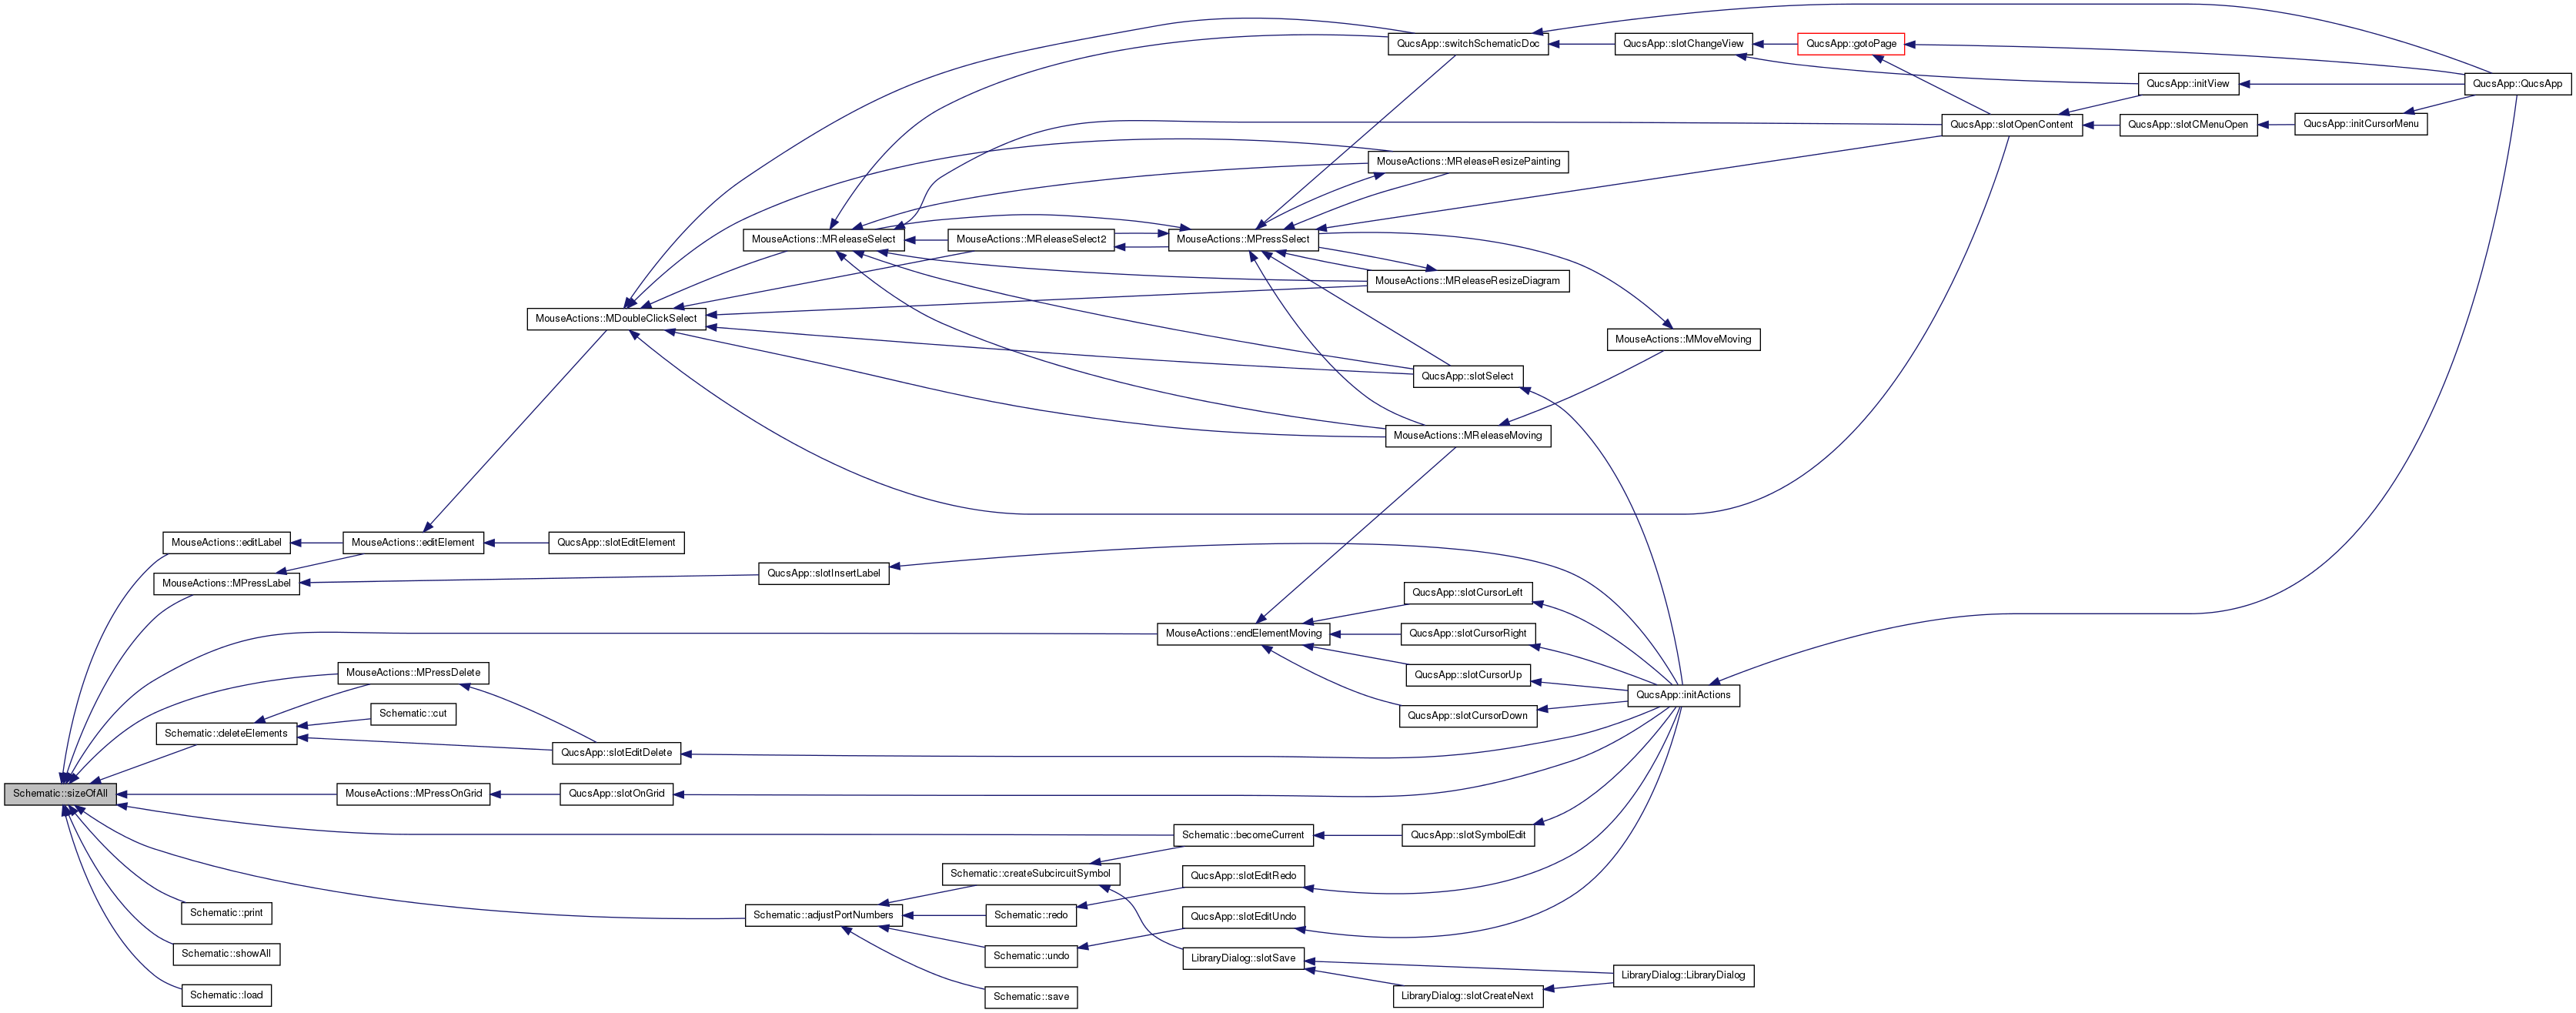 QucsApp::switchSchematicDoc
QucsApp::slotChangeView
QucsApp::gotoPage
QucsApp::initView
QucsApp::QucsApp
QucsApp::slotOpenContent
QucsApp::slotCMenuOpen
QucsApp::initCursorMenu
MouseActions::MReleaseResizePainting
MouseActions::MReleaseSelect
MouseActions::MReleaseSelect2
MouseActions::MPressSelect
MouseActions::MReleaseResizeDiagram
MouseActions::MDoubleClickSelect
MouseActions::MMoveMoving
QucsApp::slotSelect
MouseActions::MReleaseMoving
MouseActions::editLabel
MouseActions::editElement
QucsApp::slotEditElement
MouseActions::MPressLabel
QucsApp::slotInsertLabel
QucsApp::slotCursorLeft
MouseActions::endElementMoving
QucsApp::slotCursorRight
MouseActions::MPressDelete
QucsApp::slotCursorUp
QucsApp::initActions
Schematic::cut
QucsApp::slotCursorDown
Schematic::deleteElements
QucsApp::slotEditDelete
Schematic::sizeOfAll
MouseActions::MPressOnGrid
QucsApp::slotOnGrid
Schematic::becomeCurrent
QucsApp::slotSymbolEdit
Schematic::createSubcircuitSymbol
QucsApp::slotEditRedo
Schematic::print
Schematic::adjustPortNumbers
Schematic::redo
QucsApp::slotEditUndo
Schematic::showAll
Schematic::undo
LibraryDialog::slotSave
LibraryDialog::LibraryDialog
Schematic::load
Schematic::save
LibraryDialog::slotCreateNext